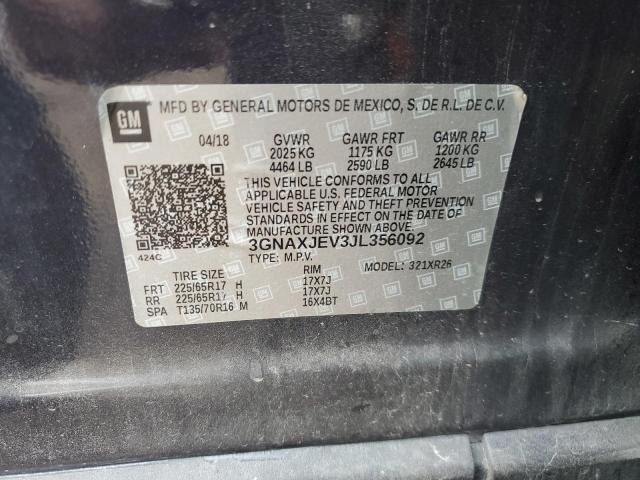 GM MFD BY GENERAL MOTORS DE MEXICO, S. DE R.L. DE C.V.
04/18 GVWR GAWR FRT GAWR RR
2025 KG 1175 KG 1200 KG
4464 LB 2590 LB 2645 LB
THIS VEHICLE CONFORMS TO ALL
APPLICABLE U.S. FEDERAL MOTOR
VEHICLE SAFETY AND THEFT PREVENTION
STANDARDS IN EFFECT ON THE DATE OF
MANUFACTURE SHOWN ABOVE.
3GNAXJEV3JL356092
424C TYPE: M.P.V. MODEL: 321XR26
TIRE SIZE RIM
FRT 225/65R17 H 17X7J
RR 225/65R17 H 17X7J
SPA T135/70R16 M 16X4BT